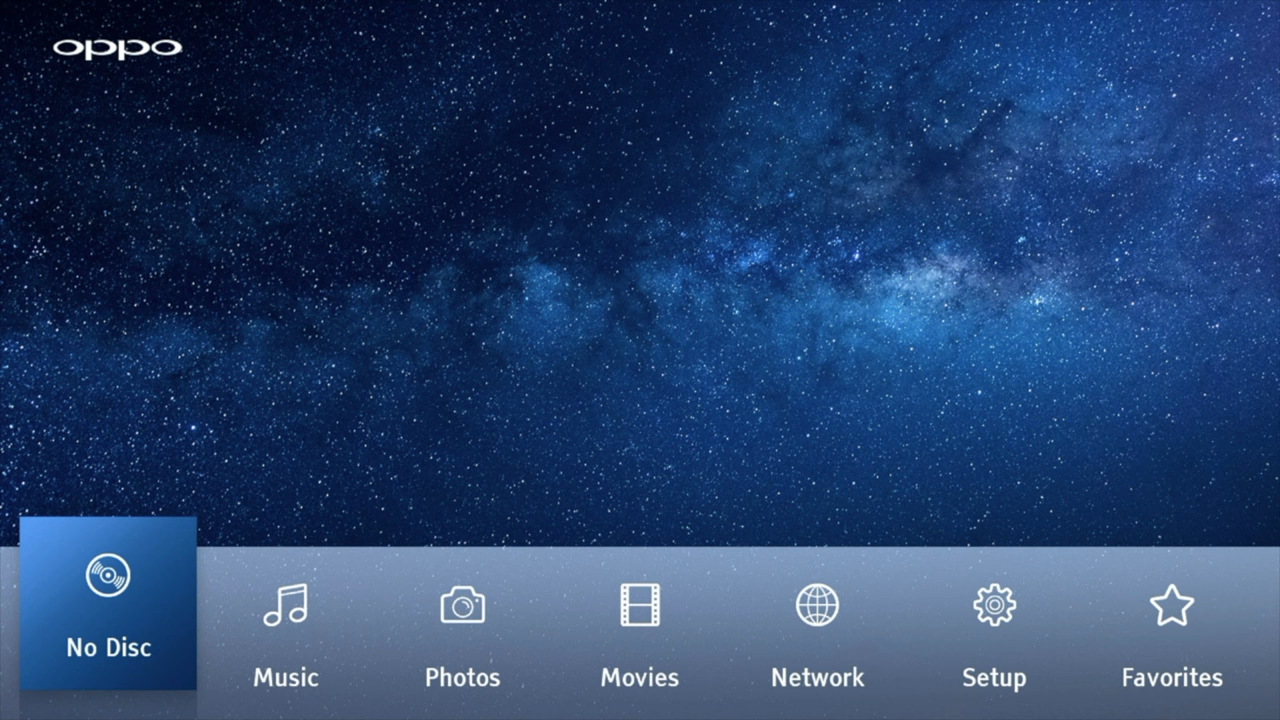 oppo
No Disc
Music
Photos
Movies
Network
Setup
Favorites